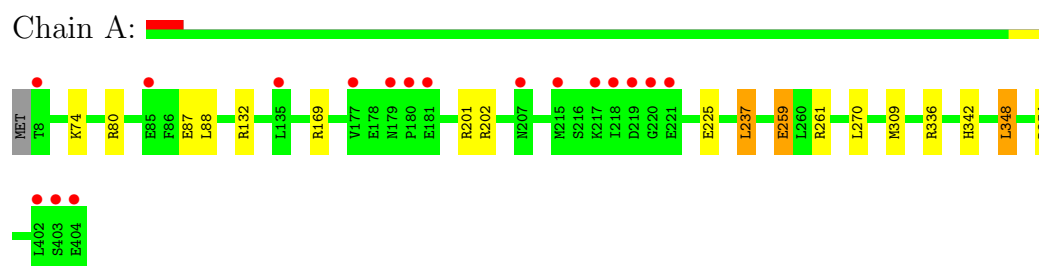 Chain A:
MET
T8
K74
R80
E85
F86
E87
L88
R132
L135
R169
V177
E178
N179
P180
E181
R201
R202
N207
N215
S216
K217
I218
D219
G220
E221
E225
L237
E259
L260
R261
L270
M309
R336
H342
L348
L402
S403
E404